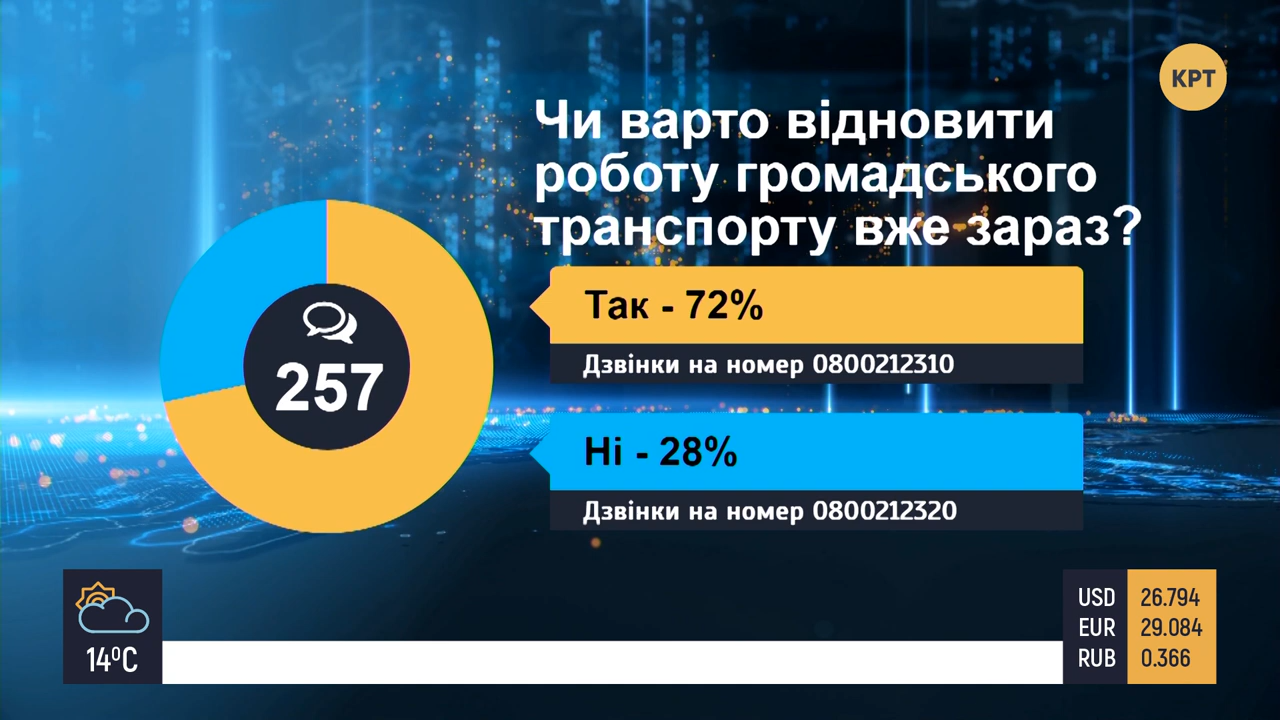 КРТ
Чи варто відновити
роботу громадського
транспорту вже зараз?
257
Так - 72%
Дзвінки на номер 0800212310
Ні - 28%
Дзвінки на номер 0800212320
14⁰C
USD 26.794
EUR 29.084
RUB 0.366